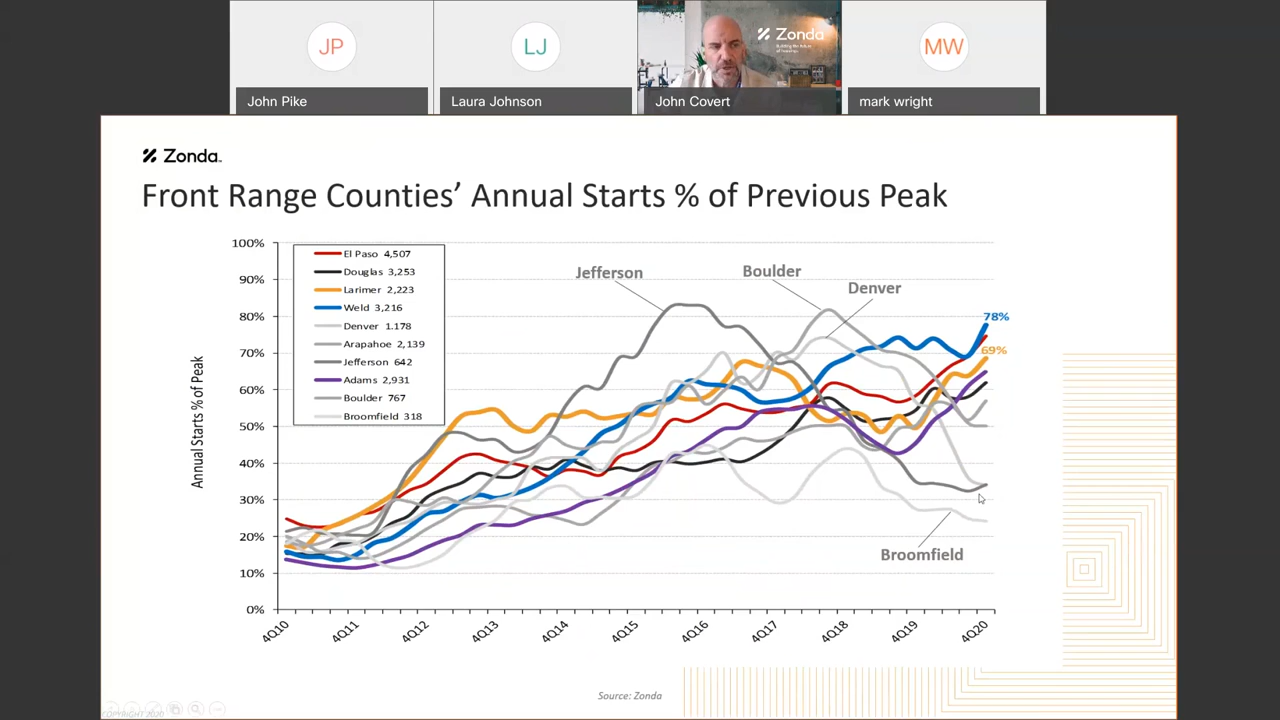 JP
LJ
Zonda
MW
John Pike
Laura Johnson
John Covert
mark wright
Zonda
Front Range Counties' Annual Starts % of Previous Peak
Annual Starts % of Peak
100%
90%
80%
70%
60%
50%
40%
30%
20%
10%
0%
El Paso 4,507
Douglas 3,253
Larimer 2,223
Weld 3,216
Denver 1.178
Arapahoe 2,139
Jefferson 642
Adams 2,931
Boulder 767
Broomfield 318
Jefferson
Boulder
Denver
78%
69%
Broomfield
4Q10
4Q11
4Q12
4Q13
4Q14
4Q15
4Q16
4Q17
4Q18
4Q19
4Q20
Source: Zonda
COPYRIGHT 2020